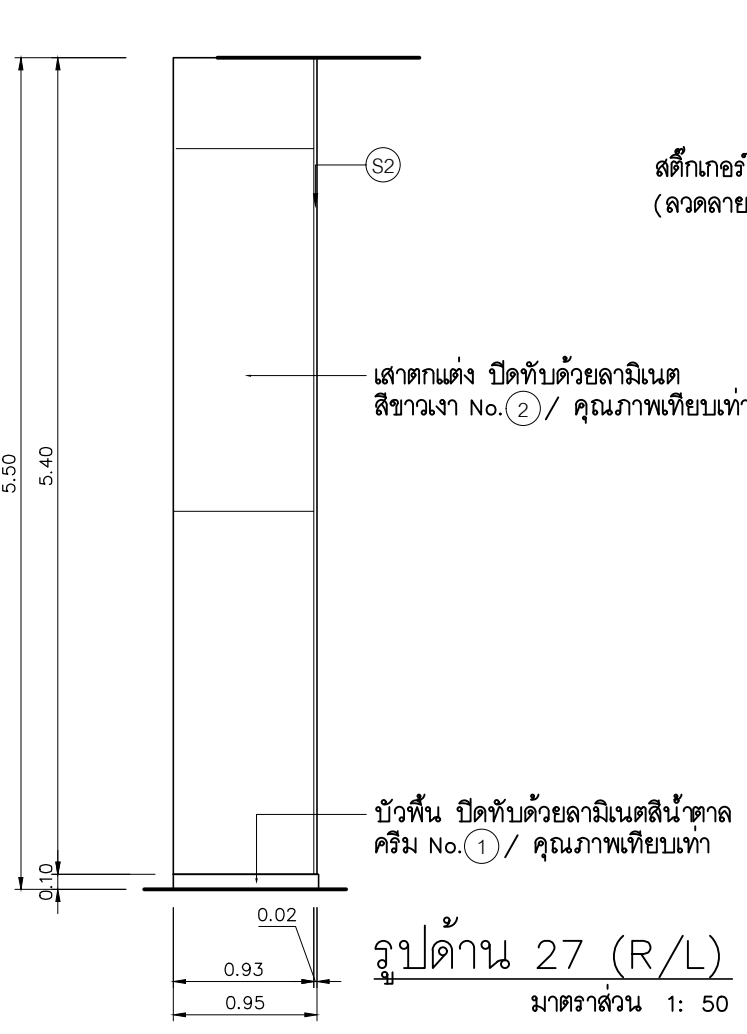 S2
สติ๊กเกอร์
(ลวดลาย
เสาตกแต่ง ปิดทับด้วยลามิเนต
สีขาวเงา No. 2 / คุณภาพเทียบเท่า
5.50
5.40
บัวพื้น ปิดทับด้วยลามิเนตสีน้ำตาล
ครีม No. 1 / คุณภาพเทียบเท่า
0.10
0.02
0.93
0.95
รูปด้าน 27 (R/L)
มาตราส่วน 1: 50